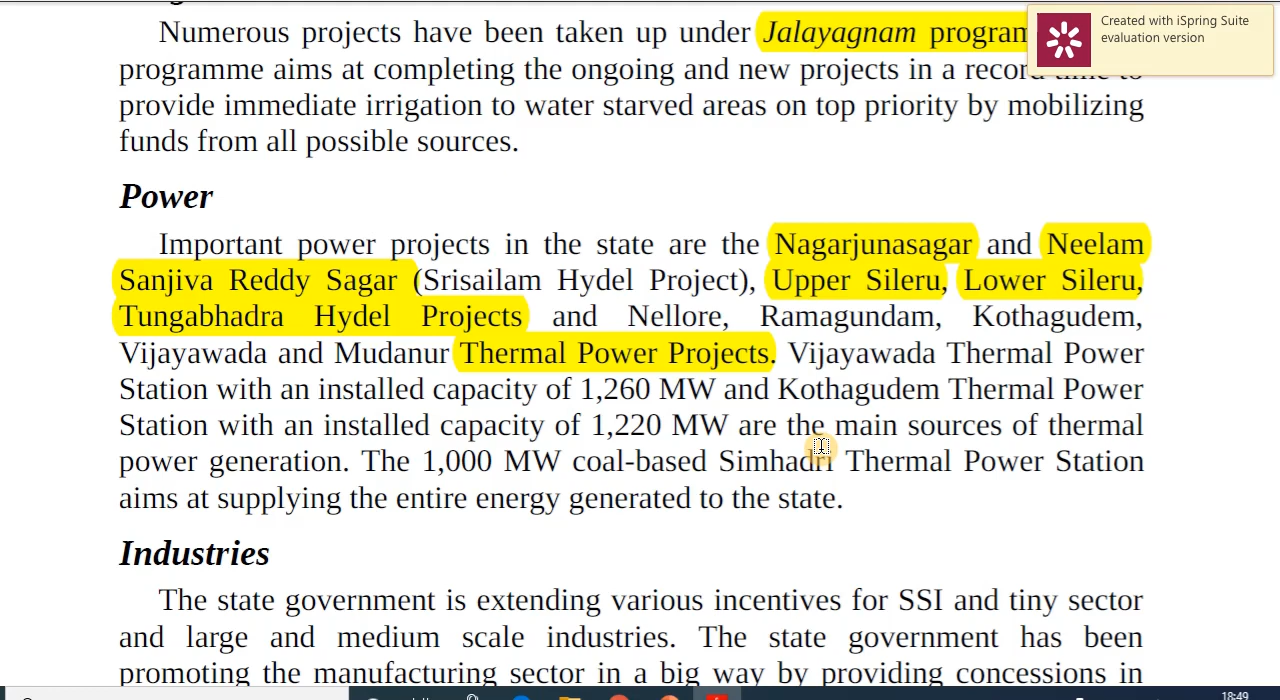 Numerous projects have been taken up under Jalayagnam
programme aims at completing the ongoing and new projects in a record time to
provide immediate irrigation to water starved areas on top priority by mobilizing
funds from all possible sources.
Power
Important power projects in the state are the Nagarjunasagar and Neelam
Sanjiva Reddy Sagar (Srisailam Hydel Project), Upper Sileru, Lower Sileru,
Tungabhadra Hydel Projects and Nellore, Ramagundam, Kothagudem,
Vijayawada and Mudanur Thermal Power Projects. Vijayawada Thermal Power
Station with an installed capacity of 1,260 MW and Kothagudem Thermal Power
Station with an installed capacity of 1,220 MW are the main sources of thermal
power generation. The 1,000 MW coal-based Simhadri Thermal Power Station
aims at supplying the entire energy generated to the state.
Industries
The state government is extending various incentives for SSI and tiny sector
and large and medium scale industries. The state government has been
promoting the manufacturing sector in a big way by providing concessions in
Created with iSpring Suite
evaluation version
18:49